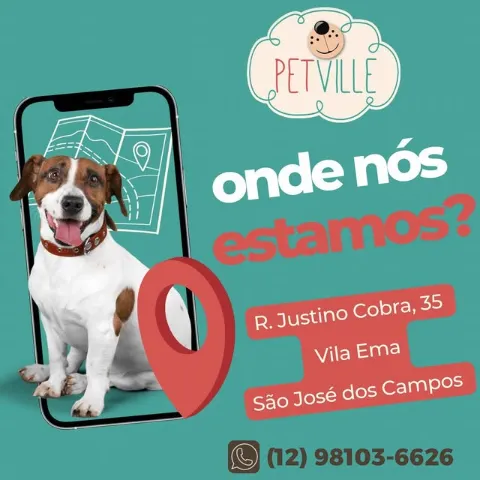 PETVILLE
onde nós
estamos?
R. Justino Cobra, 35
Vila Ema
São José dos Campos
(12) 98103-6626